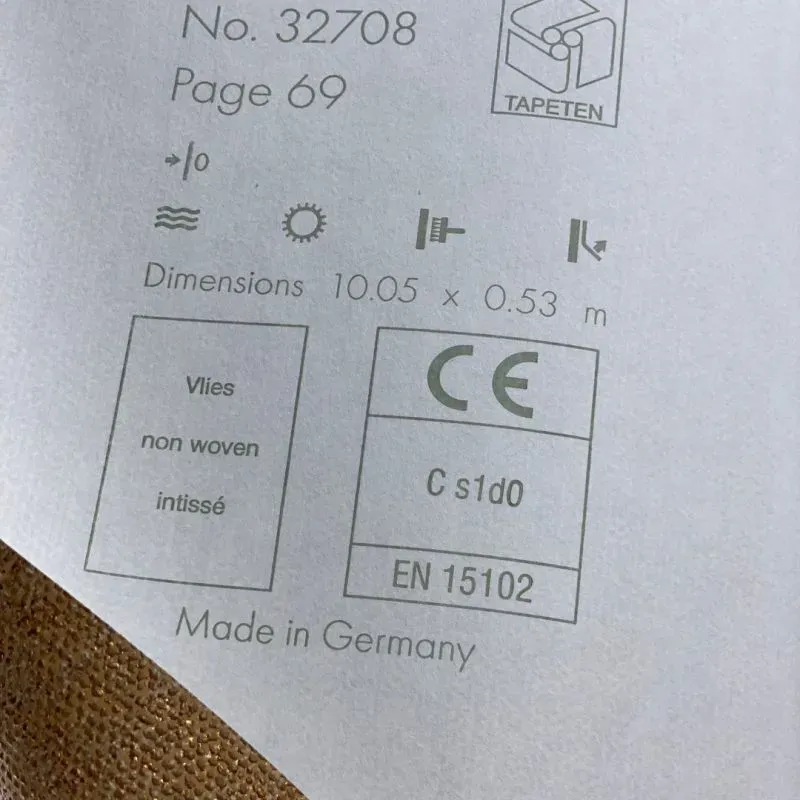 No. 32708
TAPETEN
Page 69
→|0
Dimensions 10.05 x 0.53 m
Vlies
non woven
intissé
CE
C s1d0
EN 15102
Made in Germany